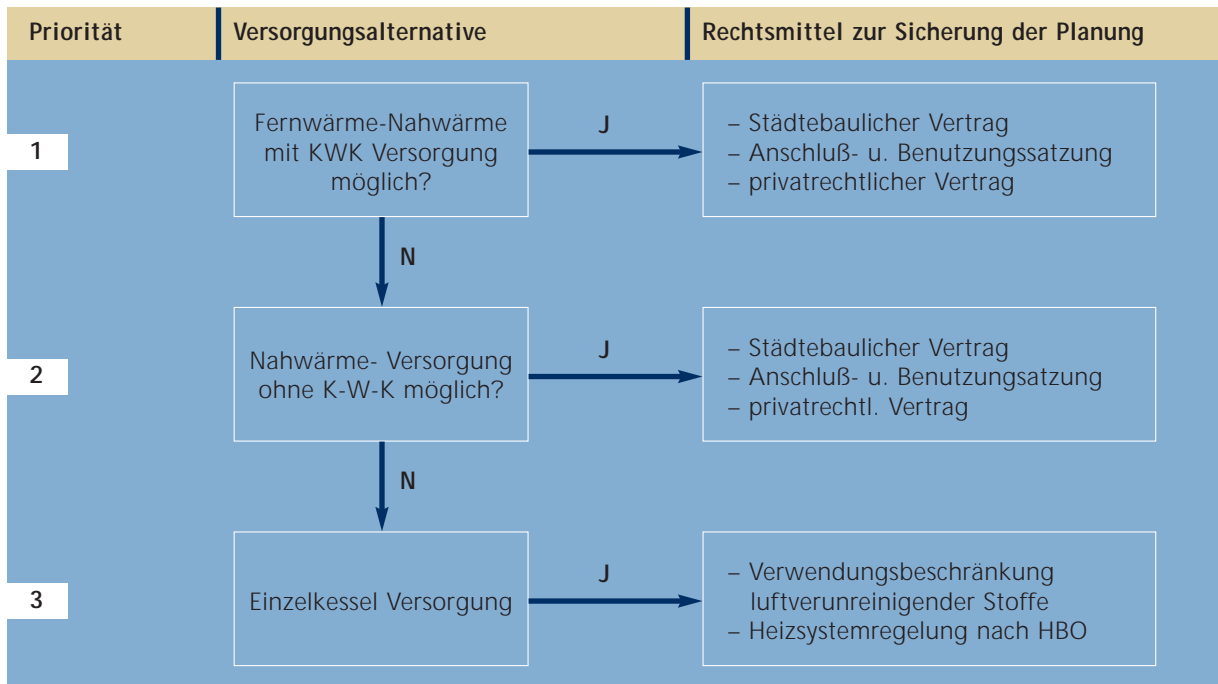 Priorität
Versorgungsalternative
Rechtsmittel zur Sicherung der Planung
1
Fernwärme-Nahwärme
mit KWK Versorgung
möglich?
J
– Städtebaulicher Vertrag
– Anschluß- u. Benutzungssatzung
– privatrechtlicher Vertrag
N
2
Nahwärme- Versorgung
ohne K-W-K möglich?
J
– Städtebaulicher Vertrag
– Anschluß- u. Benutzungsatzung
– privatrechtl. Vertrag
N
3
Einzelkessel Versorgung
J
– Verwendungsbeschränkung
luftverunreinigender Stoffe
– Heizsystemregelung nach HBO